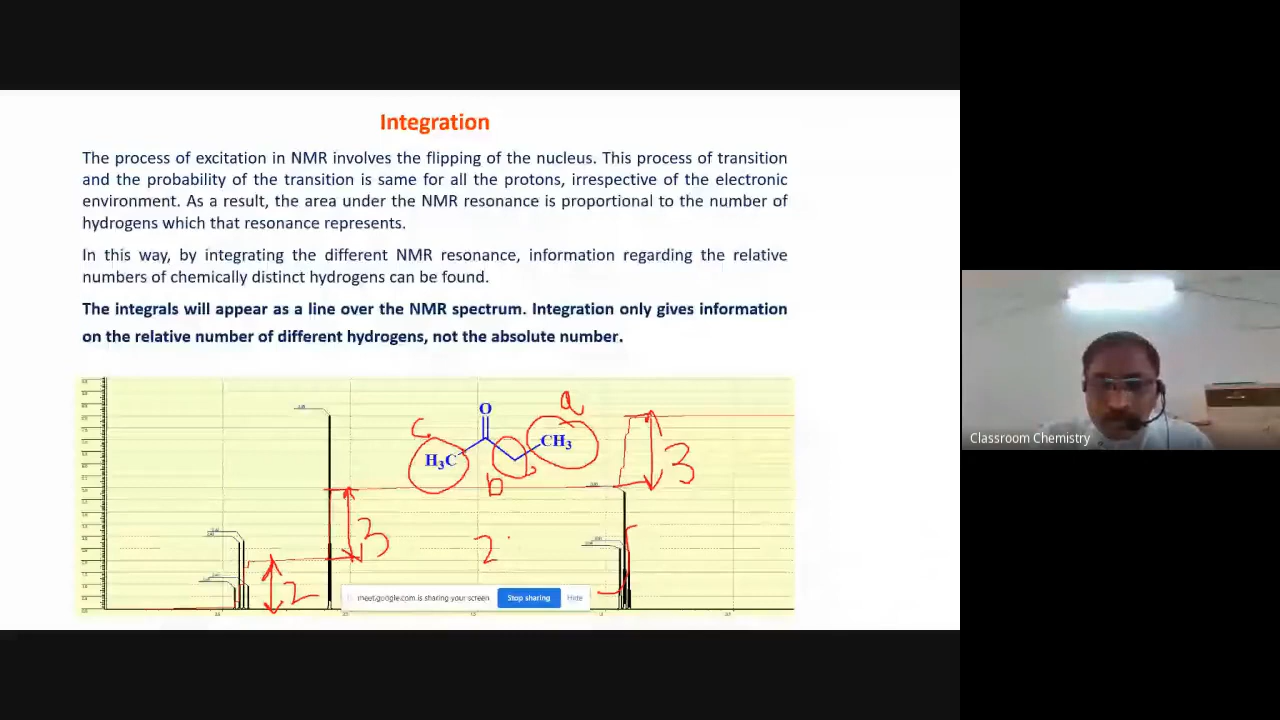 Integration
The process of excitation in NMR involves the flipping of the nucleus. This process of transition
and the probability of the transition is same for all the protons, irrespective of the electronic
environment. As a result, the area under the NMR resonance is proportional to the number of
hydrogens which that resonance represents.
In this way, by integrating the different NMR resonance, information regarding the relative
numbers of chemically distinct hydrogens can be found.
The integrals will appear as a line over the NMR spectrum. Integration only gives information
on the relative number of different hydrogens, not the absolute number.
a
O
c
CH3
H3C
b
3
3
2
2
meet.google.com is sharing your screen
Stop sharing
Hide
Classroom Chemistry